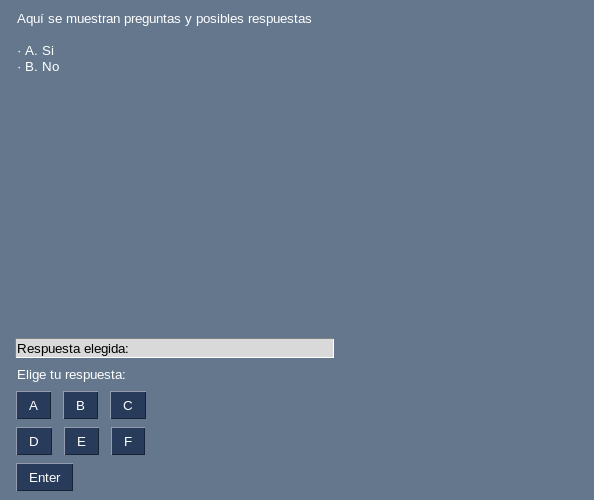 Aquí se muestran preguntas y posibles respuestas
· A. Si
· B. No
Respuesta elegida:
Elige tu respuesta:
A B C
D E F
Enter